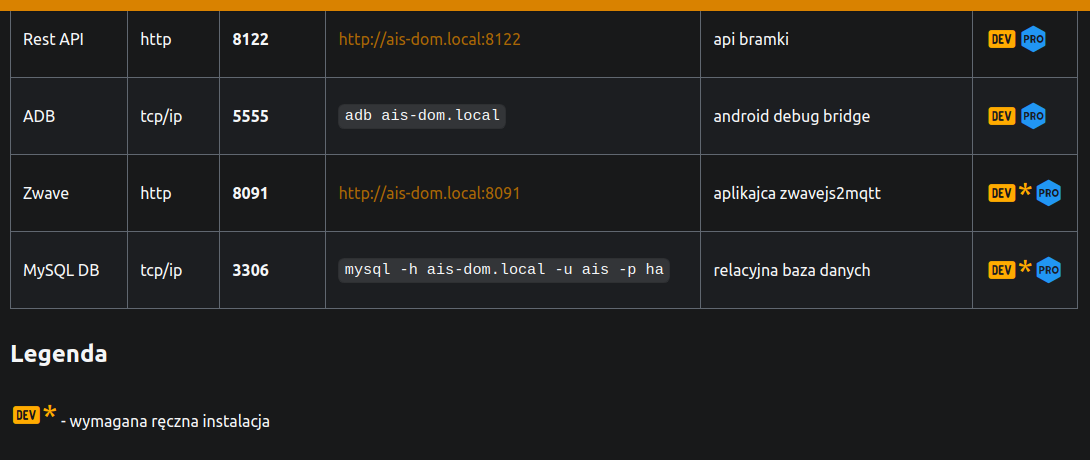 Rest API http 8122 http://ais-dom.local:8122 api bramki DEV PRO
ADB tcp/ip 5555 adb ais-dom.local android debug bridge DEV PRO
Zwave http 8091 http://ais-dom.local:8091 aplikajca zwavejs2mqtt DEV * PRO
MySQL DB tcp/ip 3306 mysql -h ais-dom.local -u ais -p ha relacyjna baza danych DEV * PRO
Legenda
DEV * - wymagana ręczna instalacja